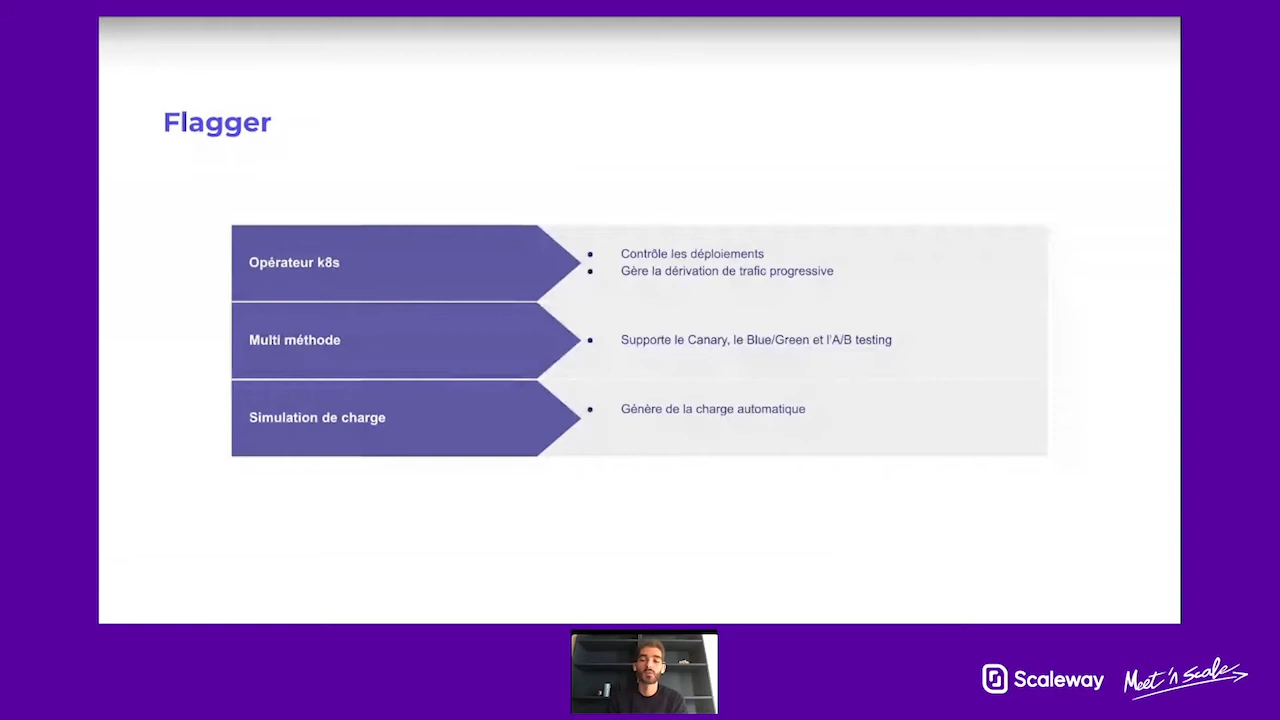 Flagger
Opérateur k8s
Contrôle les déploiements
Gère la dérivation de trafic progressive
Multi méthode
Supporte le Canary, le Blue/Green et l'A/B testing
Simulation de charge
Génère de la charge automatique
Scaleway
Meet 'n Scale